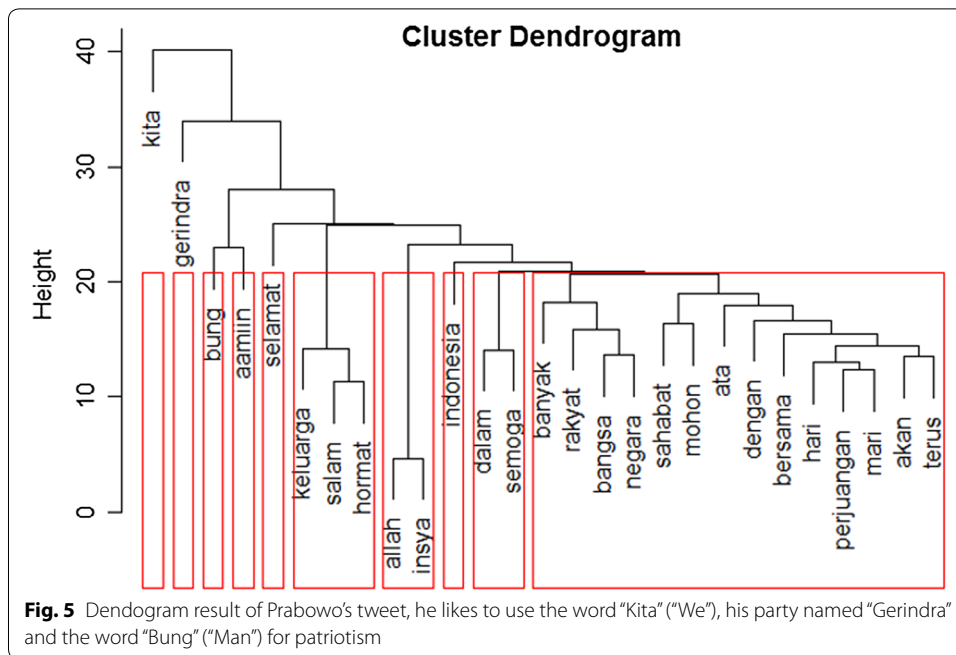 Cluster Dendrogram
Height
40
30
20
10
0
kita
gerindra
bung
aamiin
selamat
keluarga
salam
hormat
allah
insya
indonesia
dalam
semoga
banyak
rakyat
bangsa
negara
sahabat
mohon
ata
dengan
bersama
hari
perjuangan
mari
akan
terus
Fig. 5 Dendogram result of Prabowo's tweet, he likes to use the word “Kita” (“We”), his party named “Gerindra”
and the word “Bung” (“Man”) for patriotism